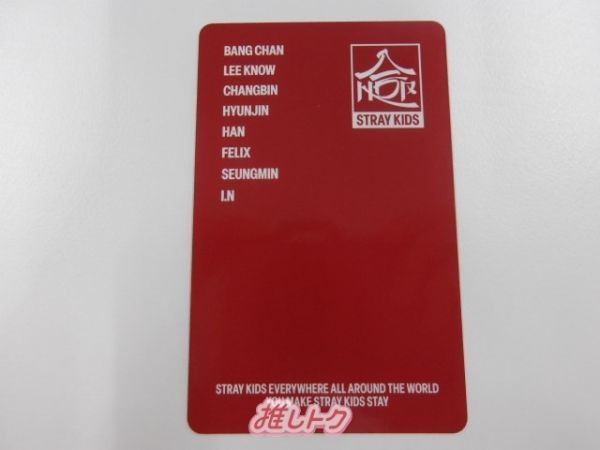 BANG CHAN
LEE KNOW
CHANGBIN
HYUNJIN
HAN
FELIX
SEUNGMIN
I.N
STRAY KIDS
STRAY KIDS EVERYWHERE ALL AROUND THE WORLD
YOU MAKE STRAY KIDS STAY
推しトク